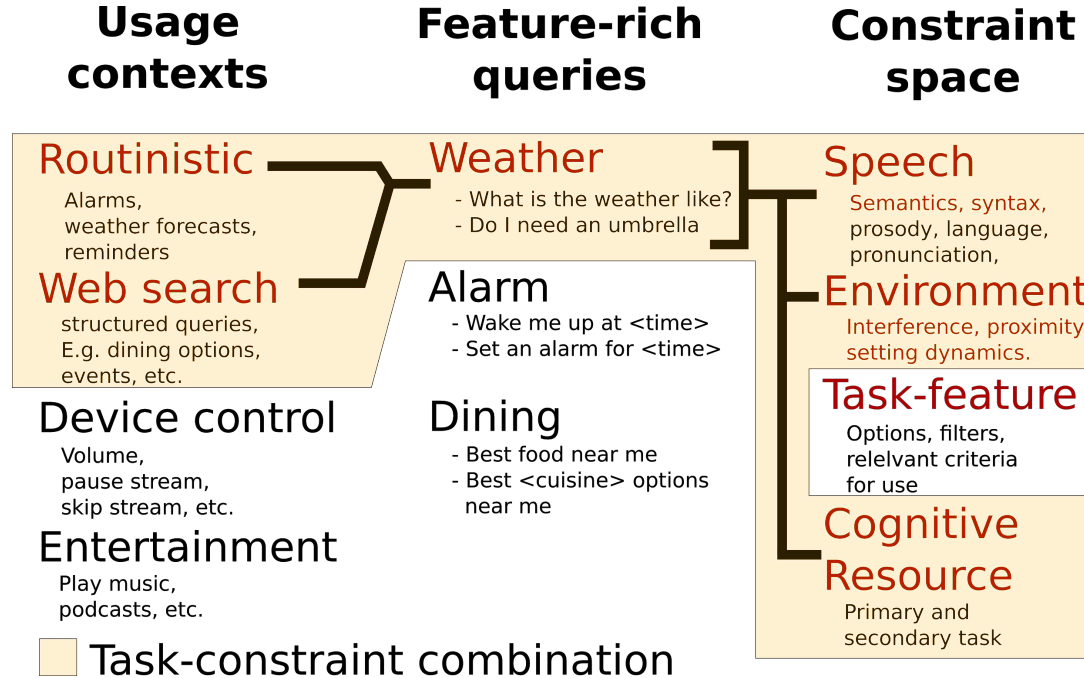 Usage
contexts
Feature-rich
queries
Constraint
space
Routinistic
Alarms,
weather forecasts,
reminders
Web search
structured queries,
E.g. dining options,
events, etc.
Device control
Volume,
pause stream,
skip stream, etc.
Entertainment
Play music,
podcasts, etc.
Weather
- What is the weather like?
- Do I need an umbrella
Alarm
- Wake me up at <time>
- Set an alarm for <time>
Dining
- Best food near me
- Best <cuisine> options
near me
Speech
Semantics, syntax,
prosody, language,
pronunciation,
Environment
Interference, proximity
setting dynamics.
Task-feature
Options, filters,
relelvant criteria
for use
Cognitive
Resource
Primary and
secondary task
Task-constraint combination